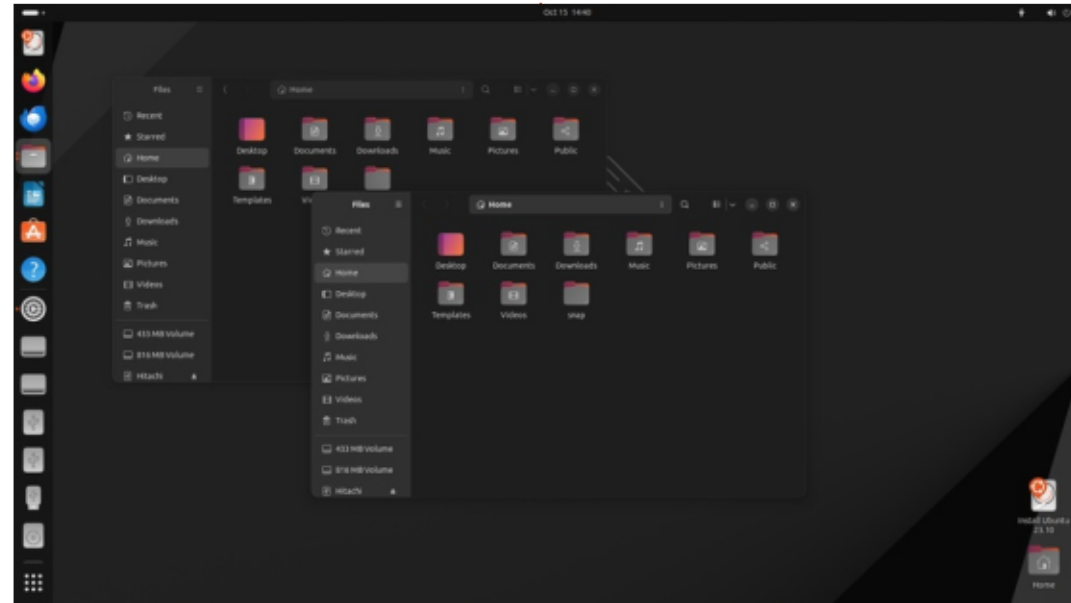 Oct 15 14:40
Files
Home
Recent
Starred
Home
Desktop
Documents
Downloads
Music
Pictures
Videos
Trash
433 MB Volume
816 MB Volume
Hitachi
Desktop Documents Downloads Music Pictures Public
Templates
Files
Home
Recent
Starred
Home
Desktop
Documents
Downloads
Music
Pictures
Videos
Trash
433 MB Volume
816 MB Volume
Hitachi
Desktop Documents Downloads Music Pictures Public
Templates Videos snap
Install Ubuntu
23.10
Home